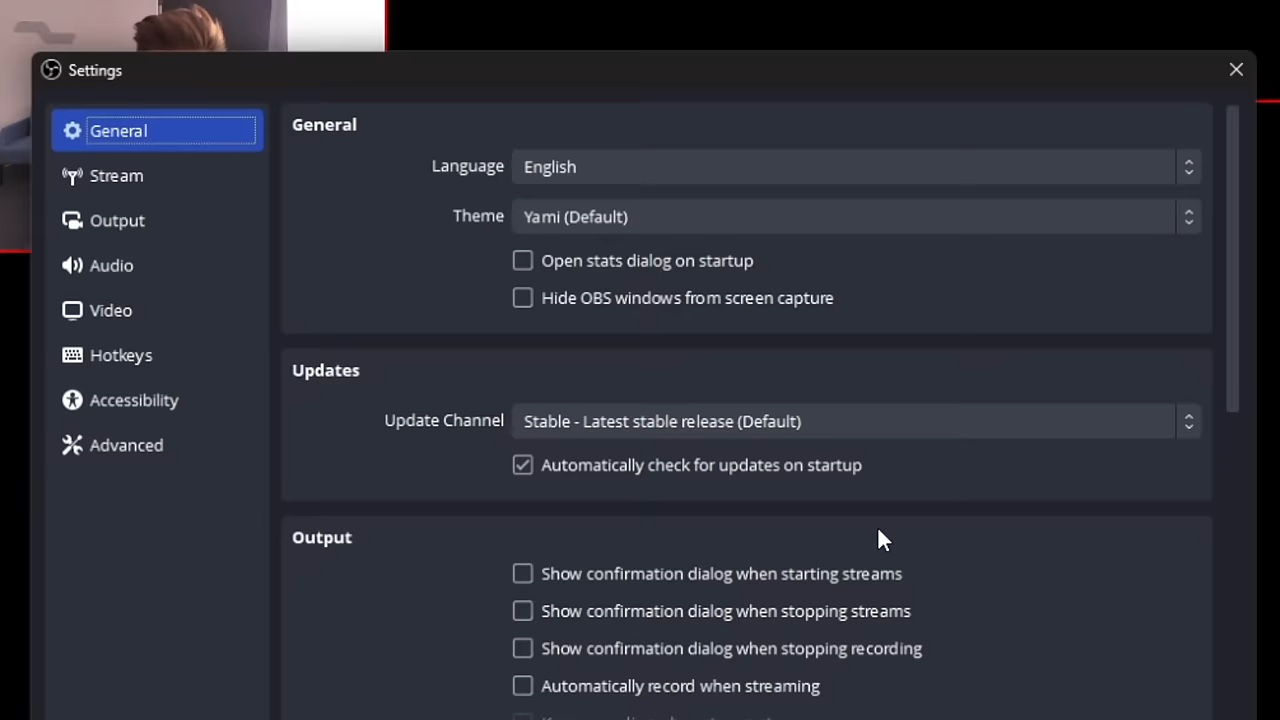 Settings
General
Stream
Output
Audio
Video
Hotkeys
Accessibility
Advanced
General
Language English
Theme Yami (Default)
Open stats dialog on startup
Hide OBS windows from screen capture
Updates
Update Channel Stable - Latest stable release (Default)
Automatically check for updates on startup
Output
Show confirmation dialog when starting streams
Show confirmation dialog when stopping streams
Show confirmation dialog when stopping recording
Automatically record when streaming